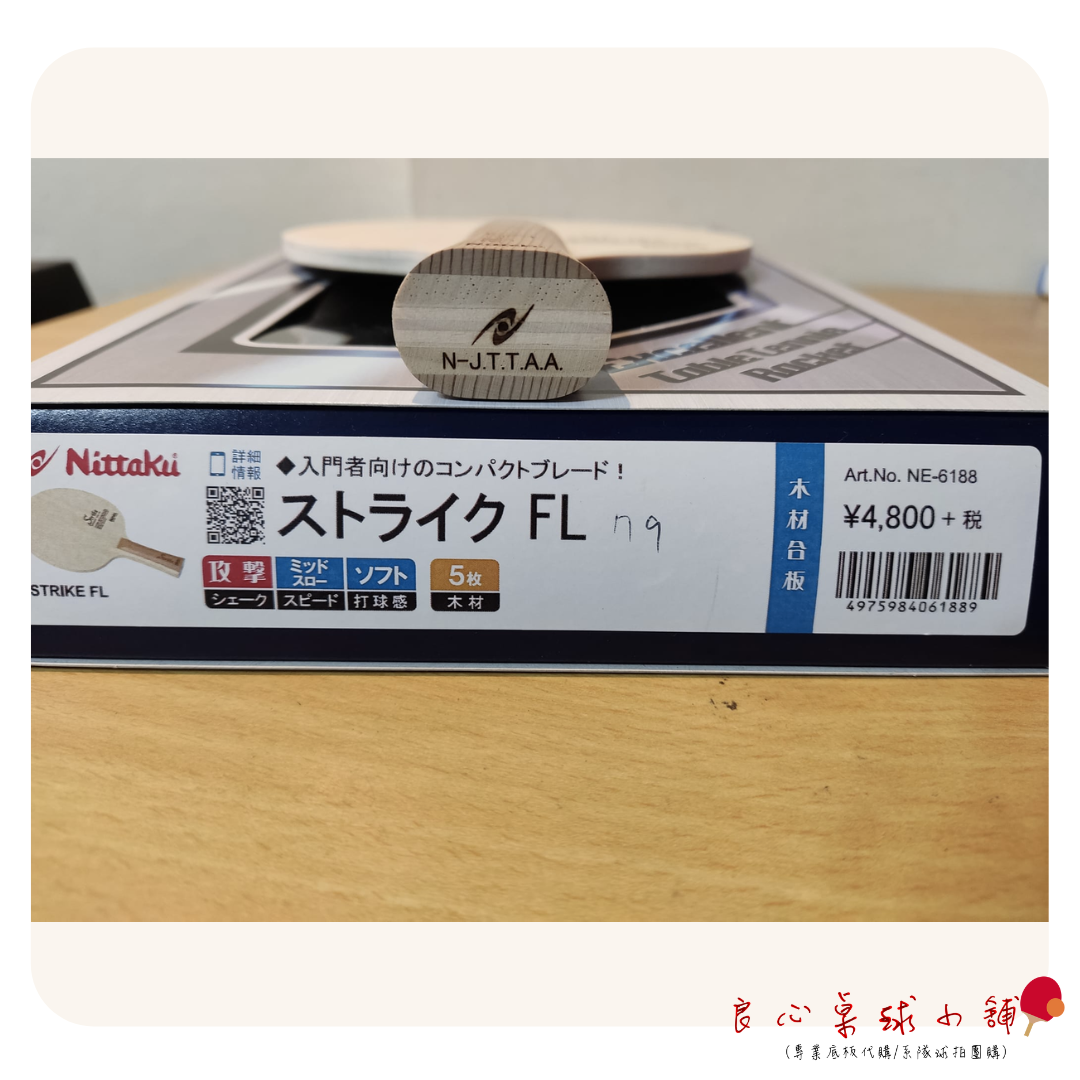 N-J.T.T.A.A.
Excellent
Table Tennis
Racket
Nittaku
詳細
情報
◆入門者向けのコンパクトブレード!
ストライク FL 79
STRIKE FL
攻撃
シェーク
ミッド
スロー
スピード
ソフト
打球感
5枚
木材
木材合板
Art.No. NE-6188
¥4,800+税
4975984061889
良心桌球小舖
(專業底板代購/系隊球拍團購)